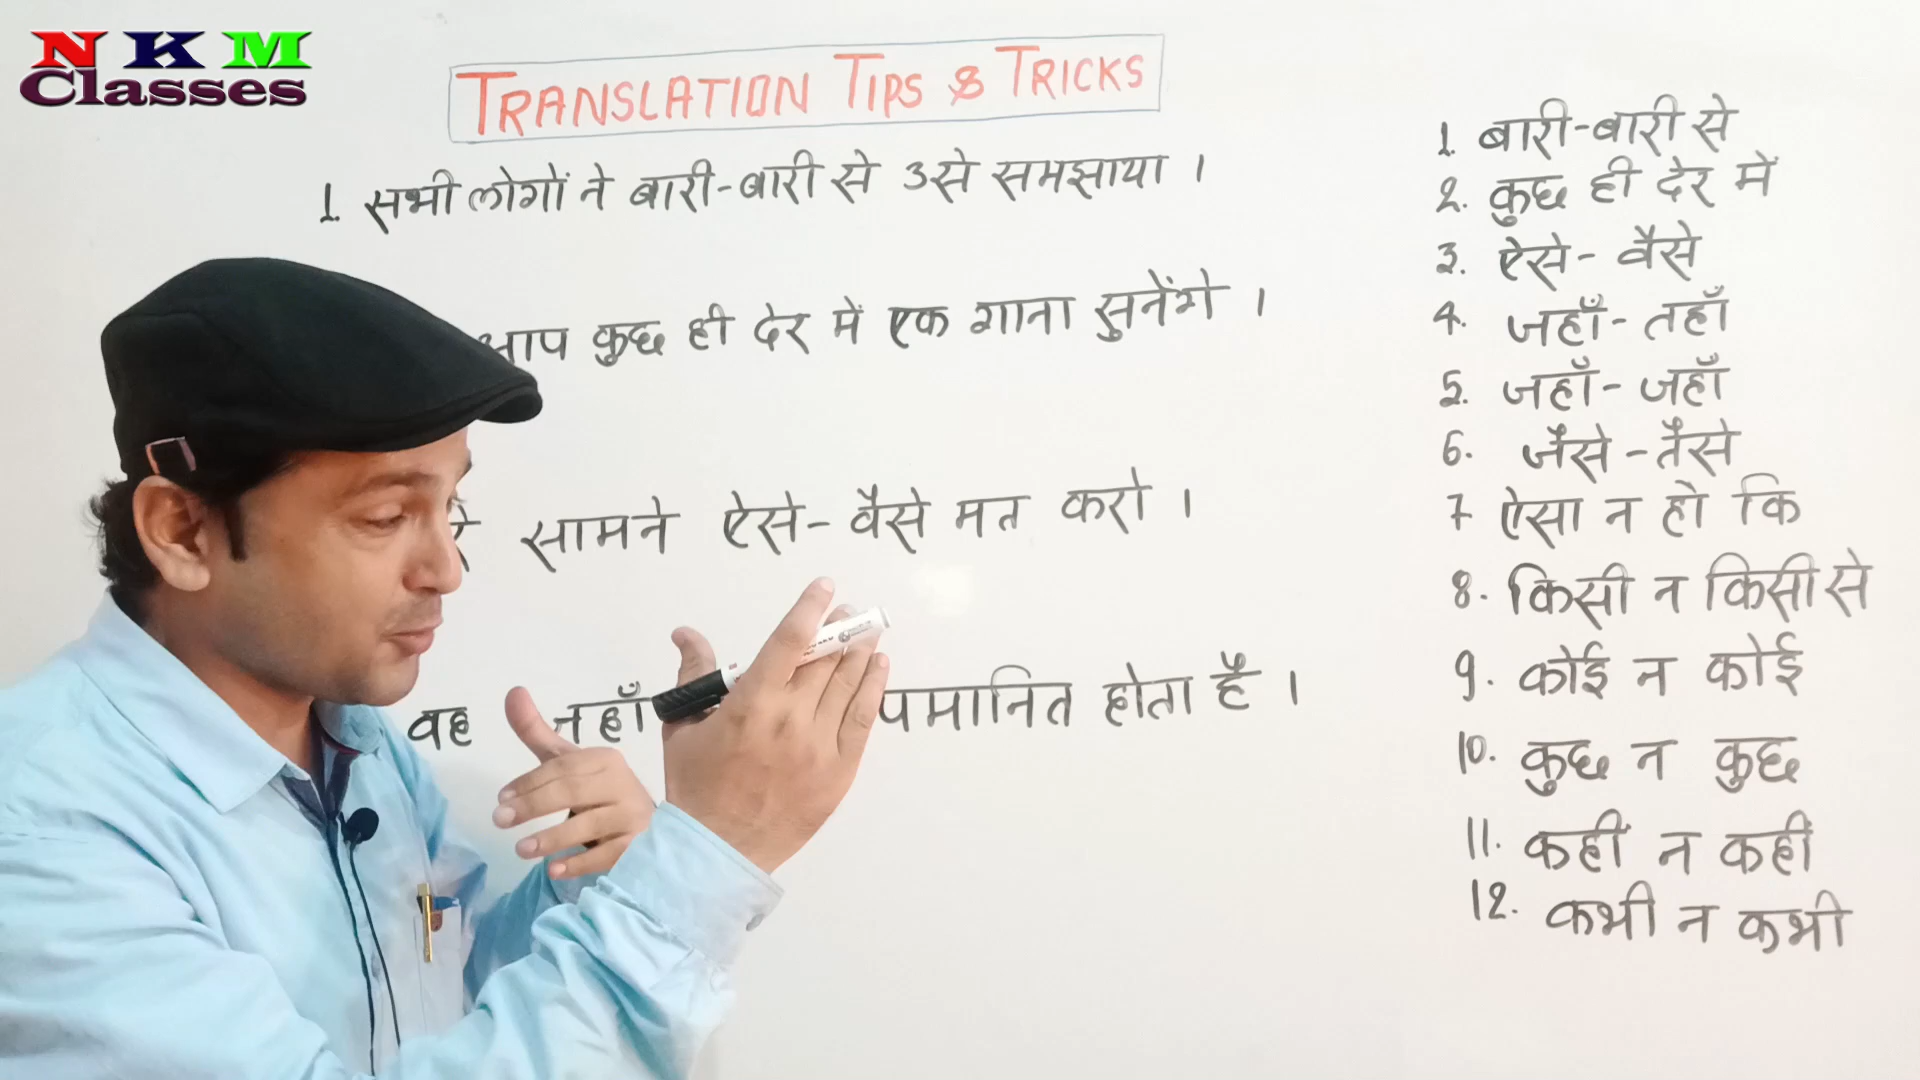 NKM
Classes
TRANSLATION TIPS & TRICKS
1. सभी लोगों ने बारी-बारी से उसे समझाया ।
आप कुछ ही देर में एक गाना सुनेंगे ।
सामने ऐसे-वैसे मत करो ।
वह होता है ।
1. बारी-बारी से
2. कुछ ही देर में
3. ऐसे-वैसे
4. जहाँ-तहाँ
5. जहाँ-जहाँ
6. जैसे-तैसे
7 ऐसा न हो कि
8. किसी न किसी से
9. कोई न कोई
10. कुछ न कुछ
11. कहीं न कहीं
12. कभी न कभी